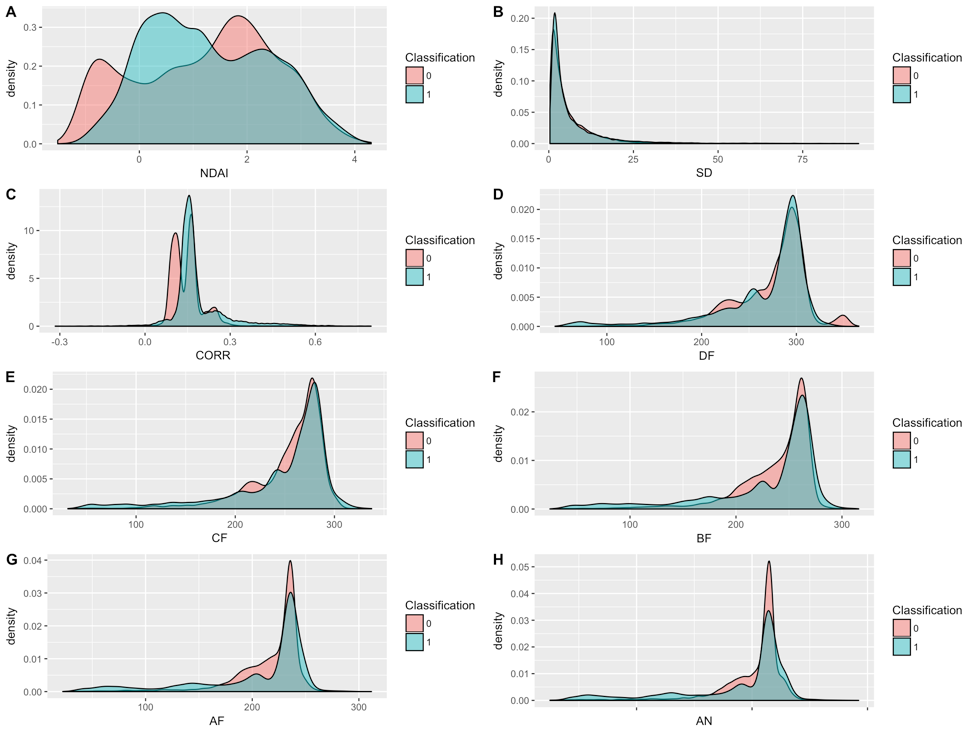 A
0.3
0.2
0.1
0.0
density
0 2 4
NDAI
Classification
0
1
B
0.20
0.15
0.10
0.05
0.00
density
0 25 50 75
SD
Classification
0
1
C
10
5
0
density
-0.3 0.0 0.3 0.6
CORR
Classification
0
1
D
0.020
0.015
0.010
0.005
0.000
density
100 200 300
DF
Classification
0
1
E
0.020
0.015
0.010
0.005
0.000
density
100 200 300
CF
Classification
0
1
F
0.02
0.01
0.00
density
100 200 300
BF
Classification
0
1
G
0.04
0.03
0.02
0.01
0.00
density
100 200 300
AF
Classification
0
1
H
0.05
0.04
0.03
0.02
0.01
0.00
density
AN
Classification
0
1